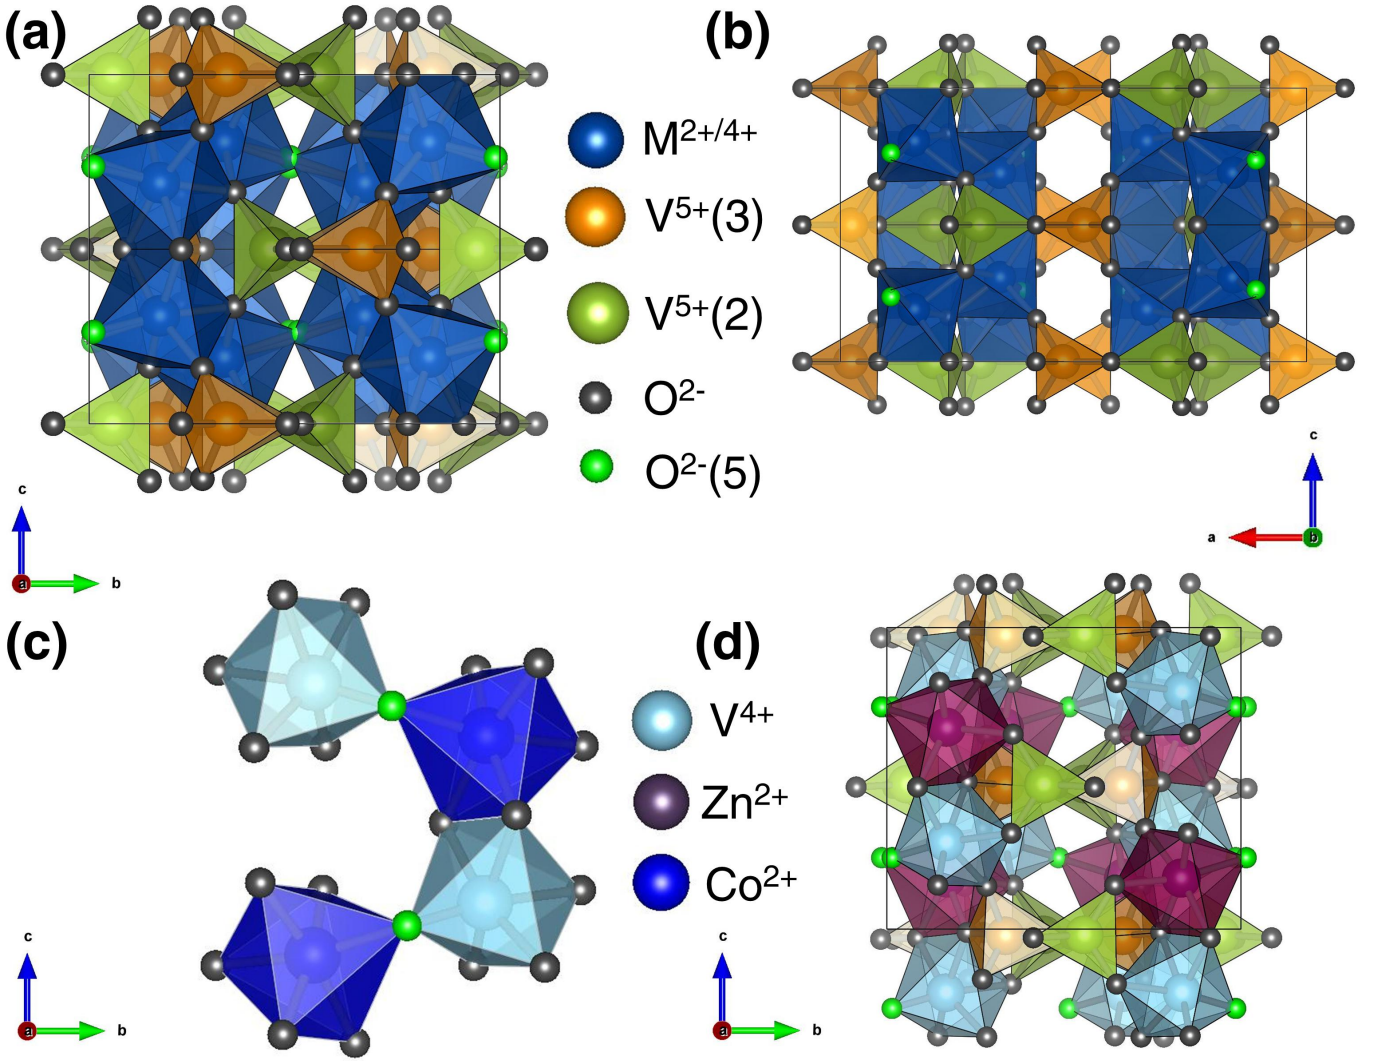 (a)
(b)
M2+/4+
V5+(3)
V5+(2)
O2-
O2-(5)
c
a
b
c
a
b
(c)
(d)
V4+
Zn2+
Co2+
c
a
b
c
a
b